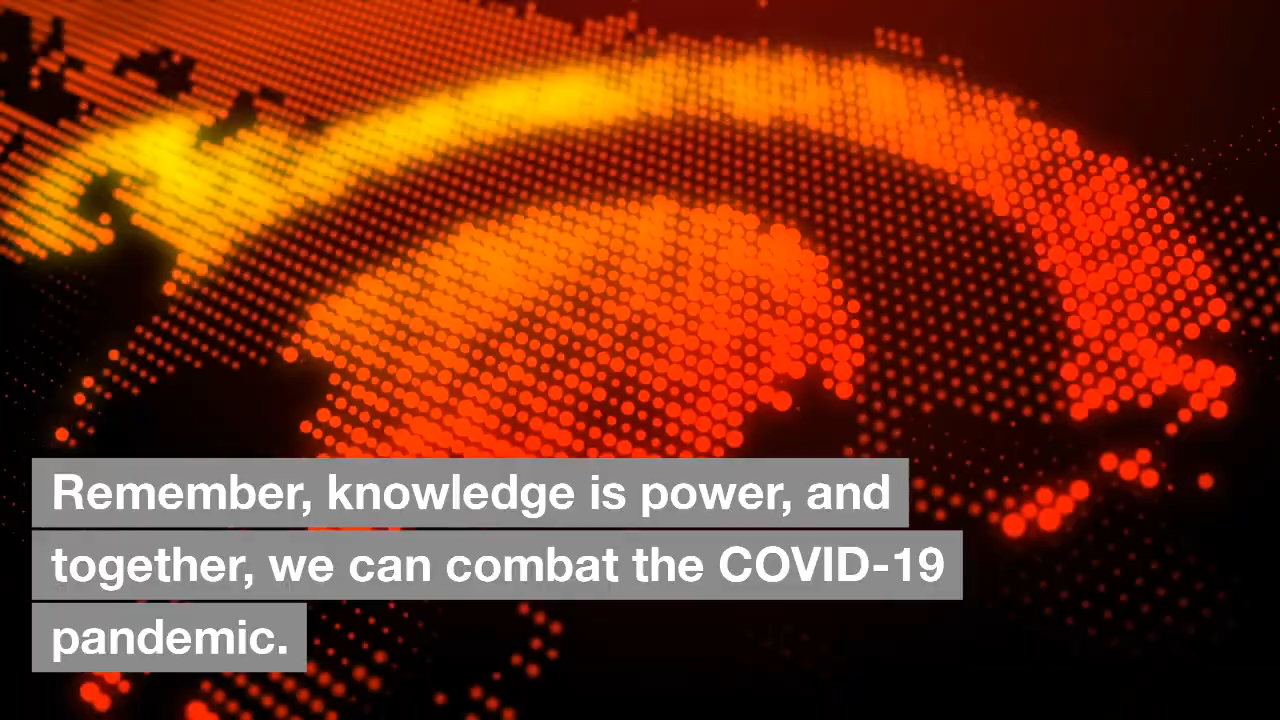 Remember, knowledge is power, and
together, we can combat the COVID-19
pandemic.